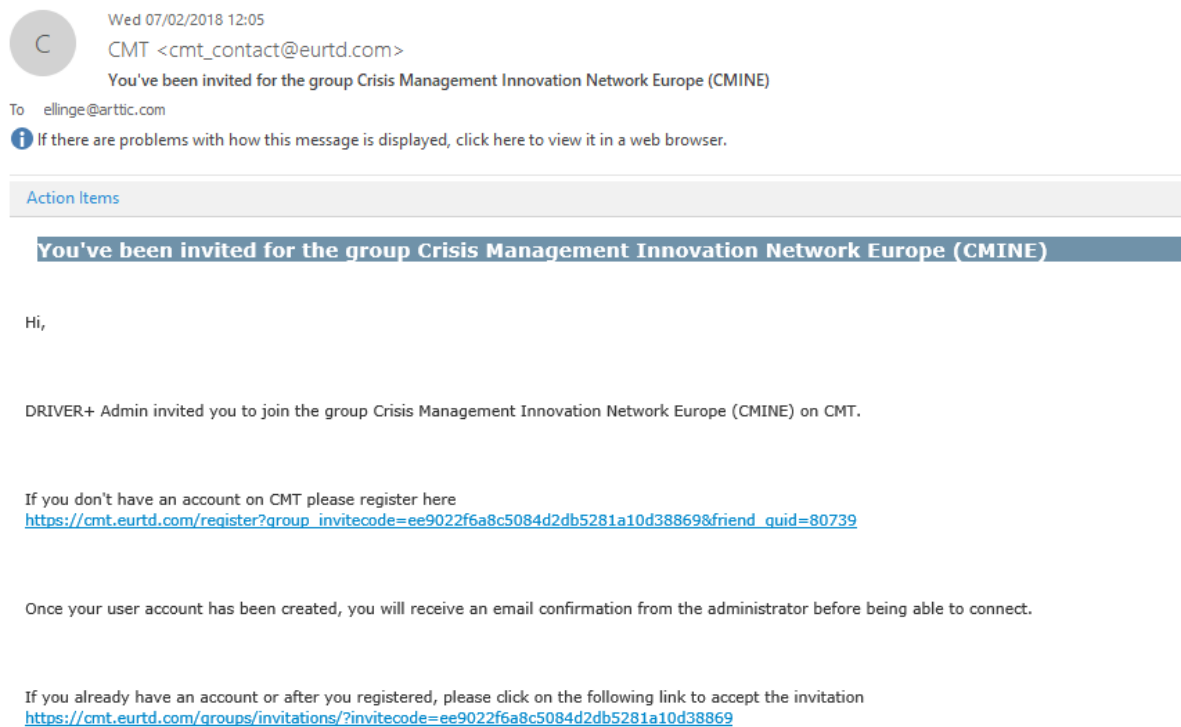 C
Wed 07/02/2018 12:05
CMT <cmt_contact@eurtd.com>
You've been invited for the group Crisis Management Innovation Network Europe (CMINE)
To ellinge@arttic.com
i If there are problems with how this message is displayed, click here to view it in a web browser.
Action Items
You've been invited for the group Crisis Management Innovation Network Europe (CMINE)
Hi,
DRIVER+ Admin invited you to join the group Crisis Management Innovation Network Europe (CMINE) on CMT.
If you don't have an account on CMT please register here
https://cmt.eurtd.com/register?group_invitecode=ee9022f6a8c5084d2db5281a10d38869&friend_guid=80739
Once your user account has been created, you will receive an email confirmation from the administrator before being able to connect.
If you already have an account or after you registered, please click on the following link to accept the invitation
https://cmt.eurtd.com/groups/invitations/?invitecode=ee9022f6a8c5084d2db5281a10d38869